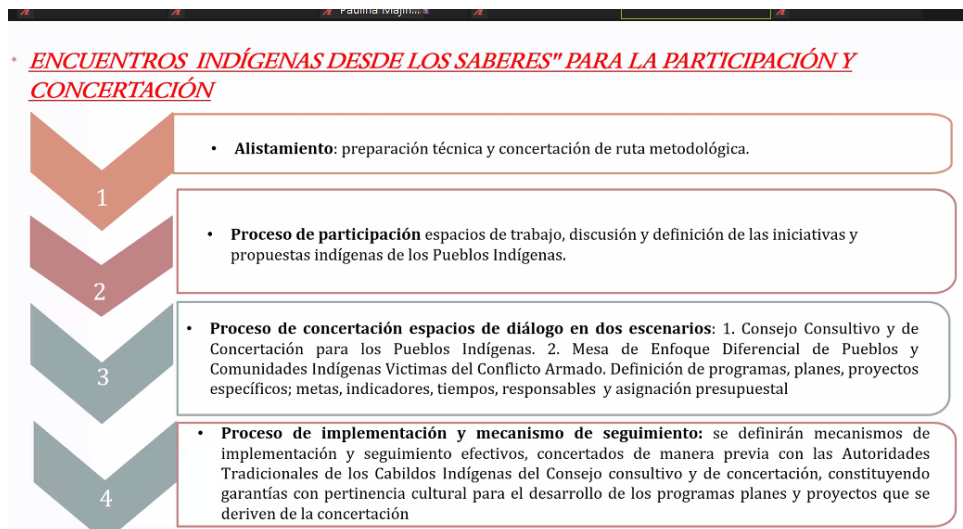 ENCUENTROS INDÍGENAS DESDE LOS SABERES" PARA LA PARTICIPACIÓN Y
CONCERTACIÓN
1
• Alistamiento: preparación técnica y concertación de ruta metodológica.
2
• Proceso de participación espacios de trabajo, discusión y definición de las iniciativas y
propuestas indígenas de los Pueblos Indígenas.
3
• Proceso de concertación espacios de diálogo en dos escenarios: 1. Consejo Consultivo y de
Concertación para los Pueblos Indígenas. 2. Mesa de Enfoque Diferencial de Pueblos y
Comunidades Indígenas Victimas del Conflicto Armado. Definición de programas, planes, proyectos
específicos; metas, indicadores, tiempos, responsables y asignación presupuestal
4
• Proceso de implementación y mecanismo de seguimiento: se definirán mecanismos de
implementación y seguimiento efectivos, concertados de manera previa con las Autoridades
Tradicionales de los Cabildos Indígenas del Consejo consultivo y de concertación, constituyendo
garantías con pertinencia cultural para el desarrollo de los programas planes y proyectos que se
deriven de la concertación